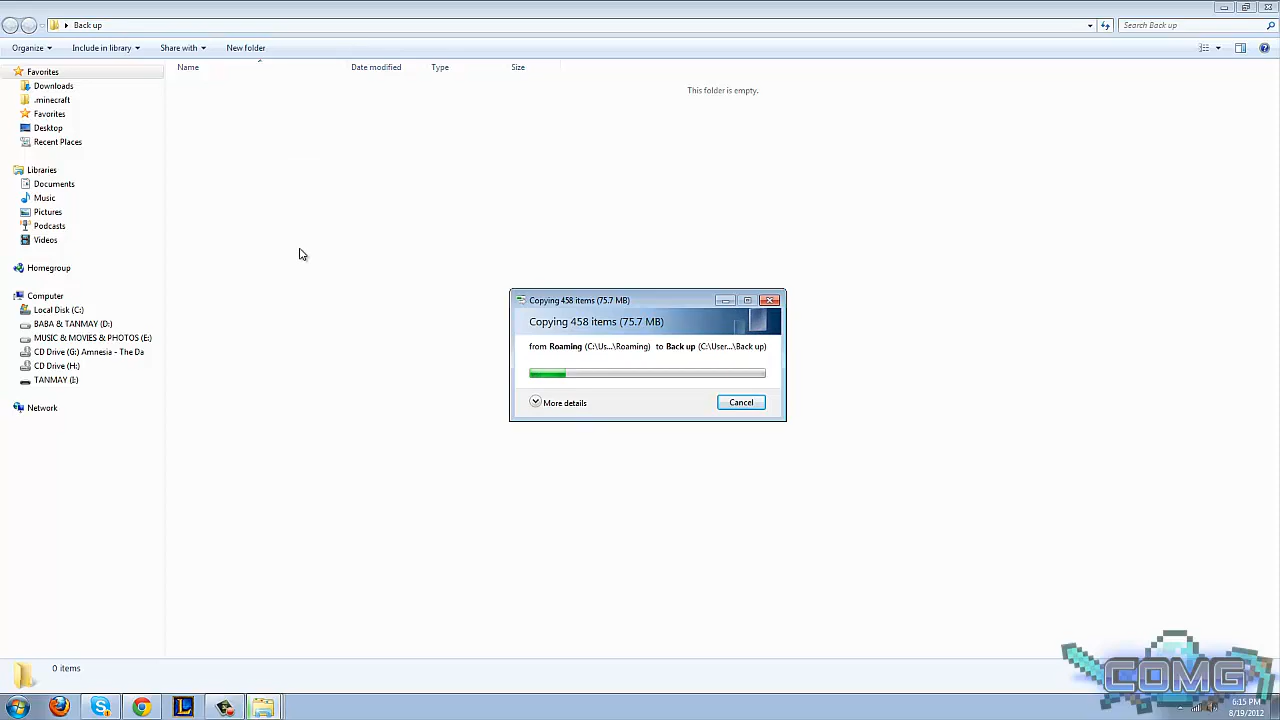 Back up
Search Back up
Organize
Include in library
Share with
New folder
Name
Date modified
Type
Size
This folder is empty.
Favorites
Downloads
.minecraft
Favorites
Desktop
Recent Places
Libraries
Documents
Music
Pictures
Podcasts
Videos
Homegroup
Computer
Local Disk (C:)
BABA & TANMAY (D:)
MUSIC & MOVIES & PHOTOS (E:)
CD Drive (G:) Amnesia - The Da
CD Drive (H:)
TANMAY (I:)
Network
Copying 458 items (75.7 MB)
Copying 458 items (75.7 MB)
from Roaming (C:\Us...\Roaming) to Back up (C:\User...\Back up)
More details
Cancel
0 items
COMG
6:15 PM
8/19/2012